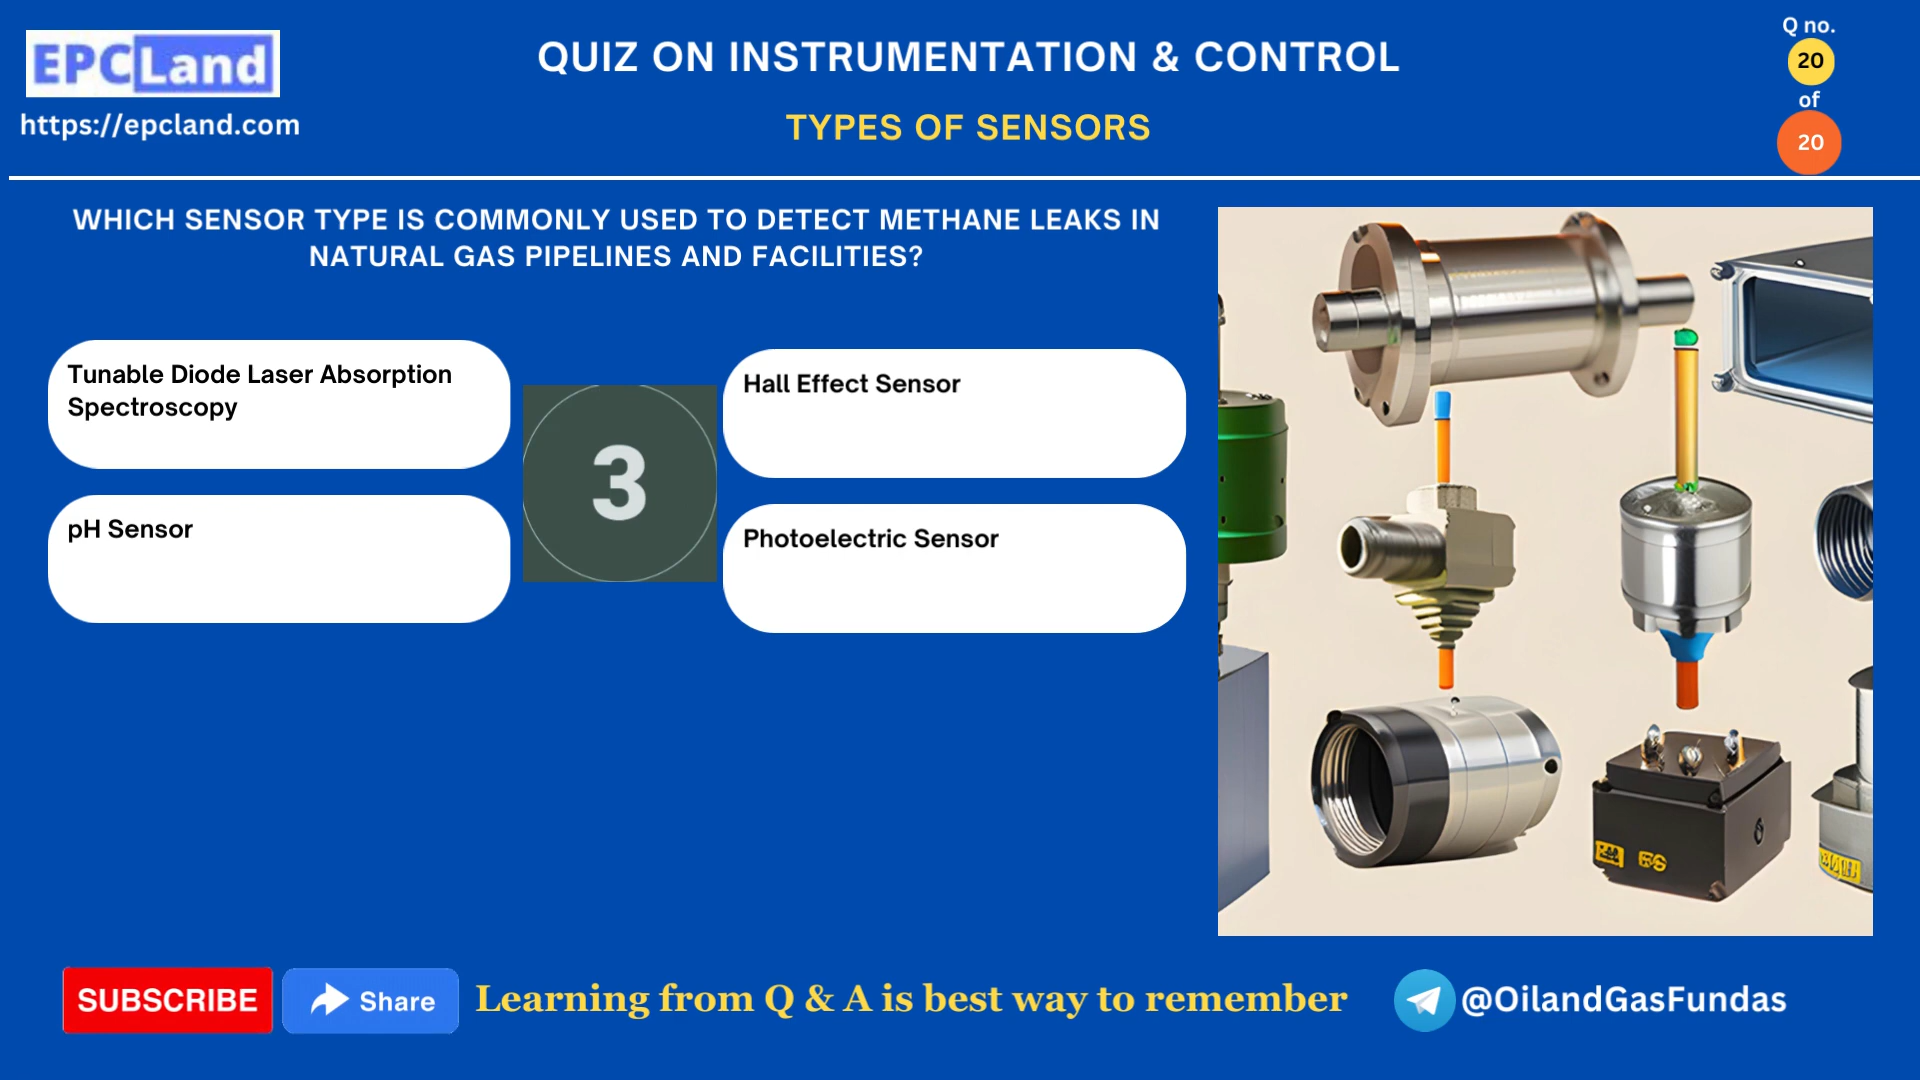 EPCLand
https://epcland.com
QUIZ ON INSTRUMENTATION & CONTROL
TYPES OF SENSORS
Q no.
20
of
20
WHICH SENSOR TYPE IS COMMONLY USED TO DETECT METHANE LEAKS IN
NATURAL GAS PIPELINES AND FACILITIES?
Tunable Diode Laser Absorption
Spectroscopy
Hall Effect Sensor
3
pH Sensor
Photoelectric Sensor
SUBSCRIBE
Share
Learning from Q & A is best way to remember
@OilandGasFundas